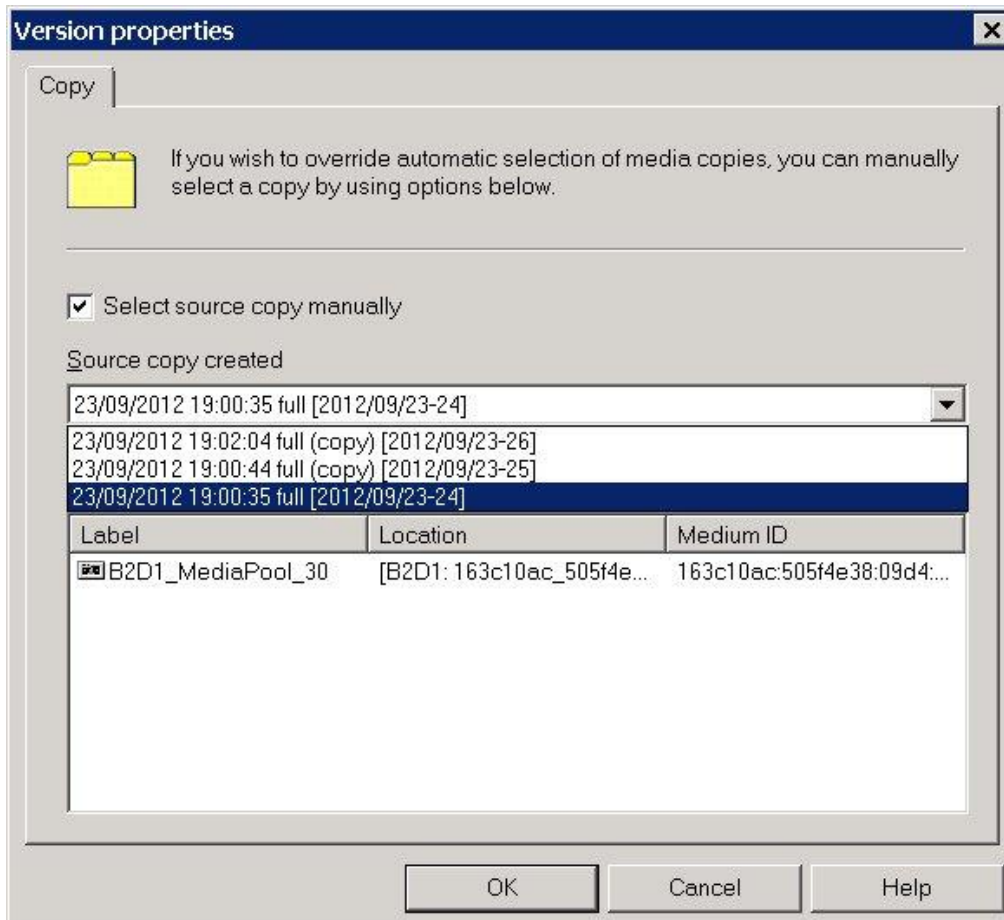 Version properties
Copy
If you wish to override automatic selection of media copies, you can manually
select a copy by using options below.
Select source copy manually
Source copy created
23/09/2012 19:00:35 full [2012/09/23-24]
23/09/2012 19:02:04 full (copy) [2012/09/23-26]
23/09/2012 19:00:44 full (copy) [2012/09/23-25]
23/09/2012 19:00:35 full [2012/09/23-24]
Label Location Medium ID
B2D1_MediaPool_30 [B2D1: 163c10ac_505f4e... 163c10ac:505f4e38:09d4:...
OK Cancel Help